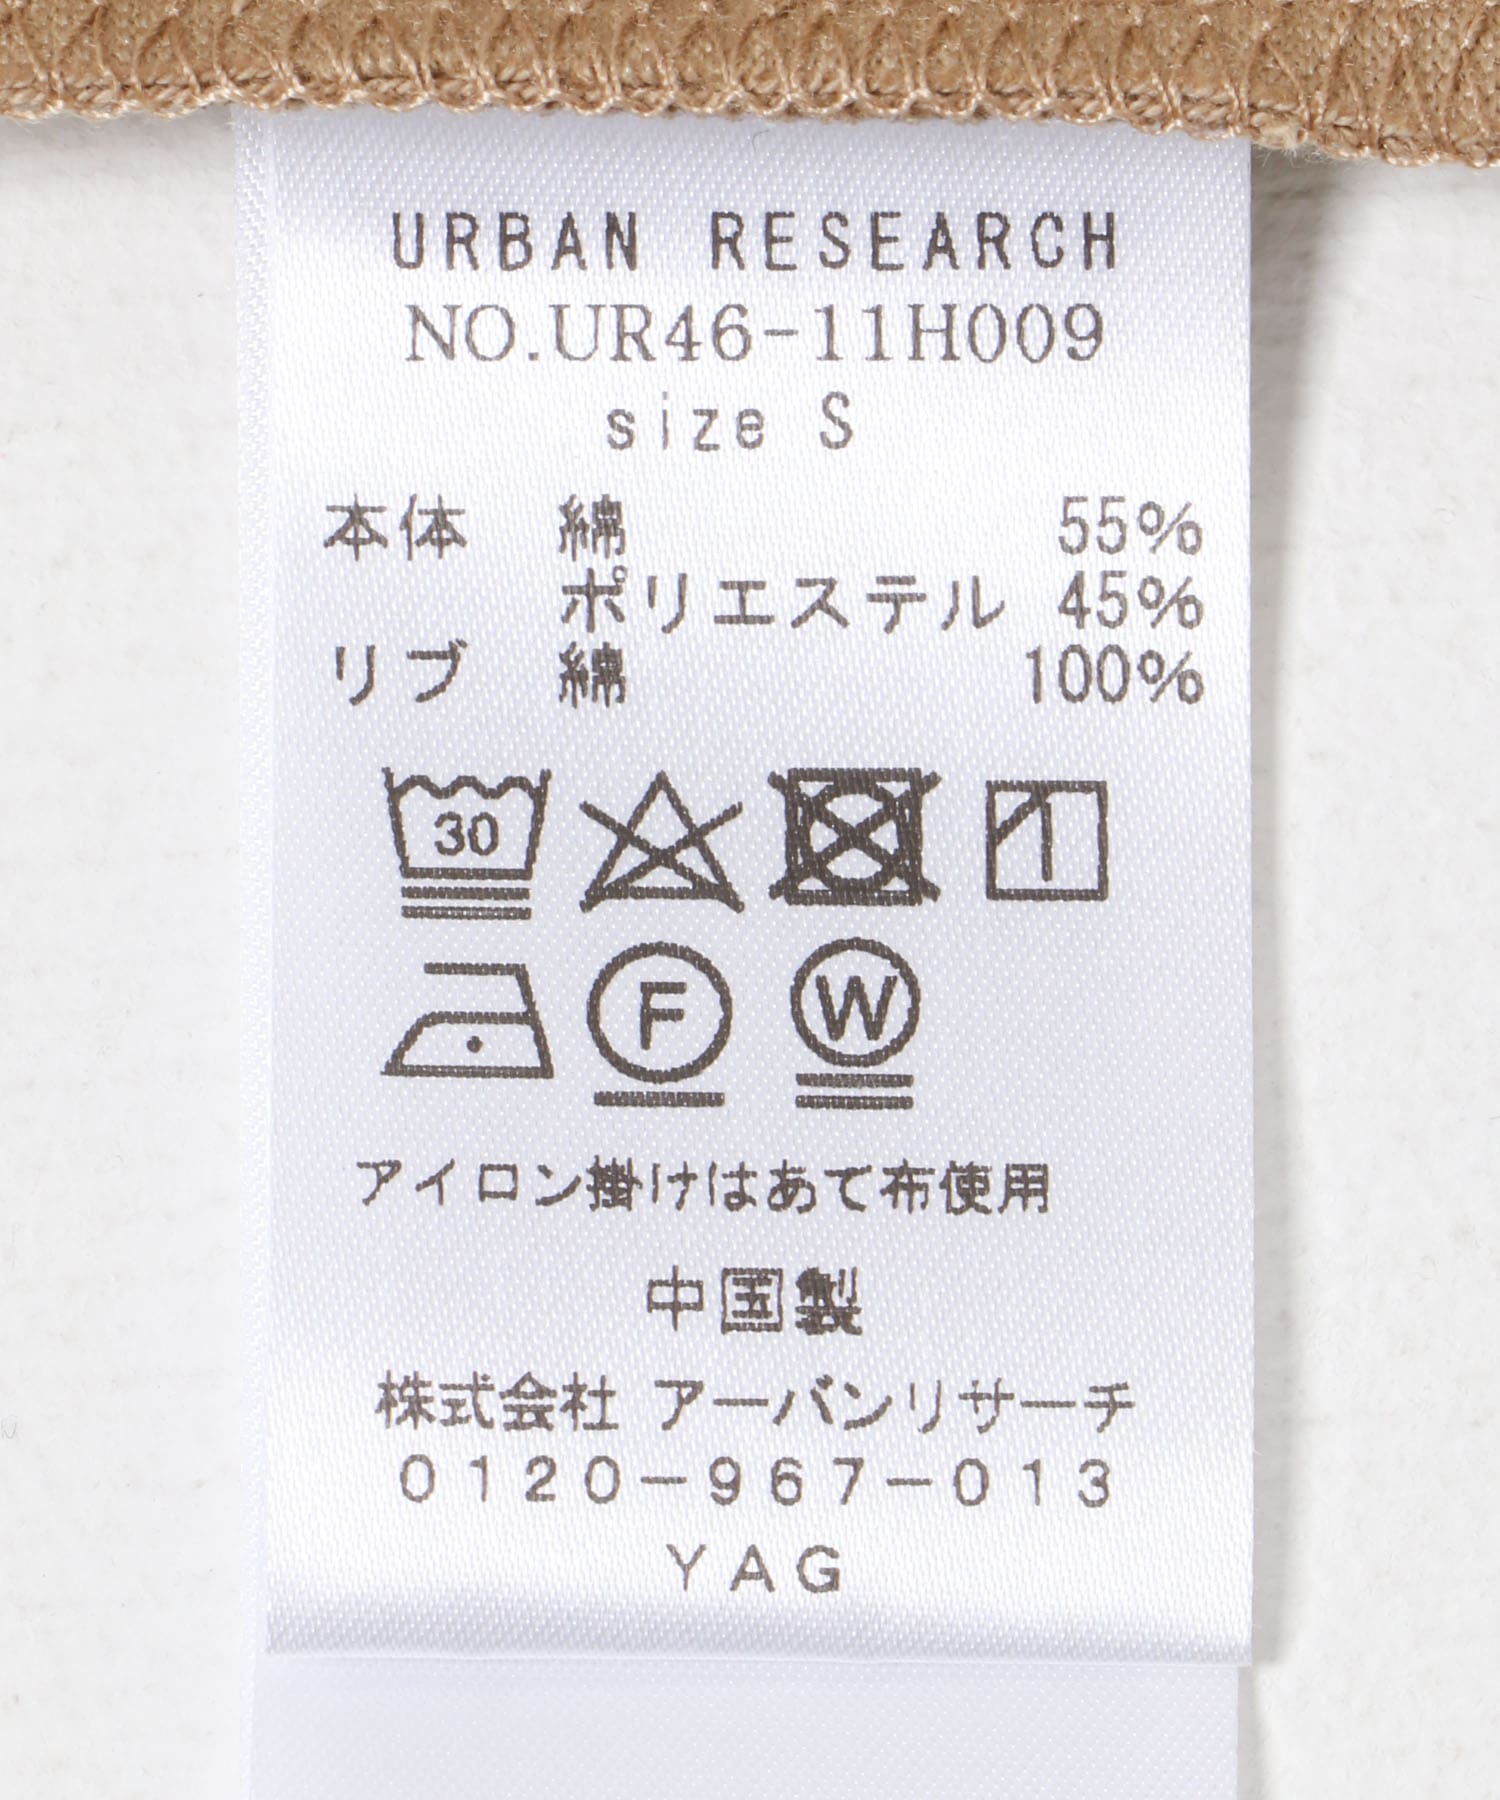 URBAN RESEARCH
NO.UR46-11H009
size S
本体 綿 55%
ポリエステル 45%
リブ 綿 100%
30
F
W
アイロン掛けはあて布使用
中国製
株式会社 アーバンリサーチ
0120-967-013
YAG